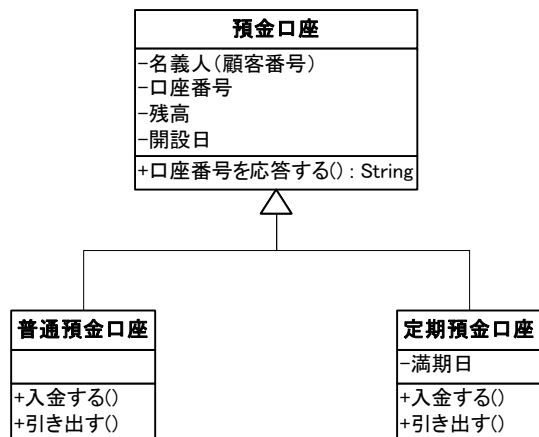 預金口座
-名義人(顧客番号)
-口座番号
-残高
-開設日
+口座番号を応答する() : String
普通預金口座
+入金する()
+引き出す()
定期預金口座
-満期日
+入金する()
+引き出す()